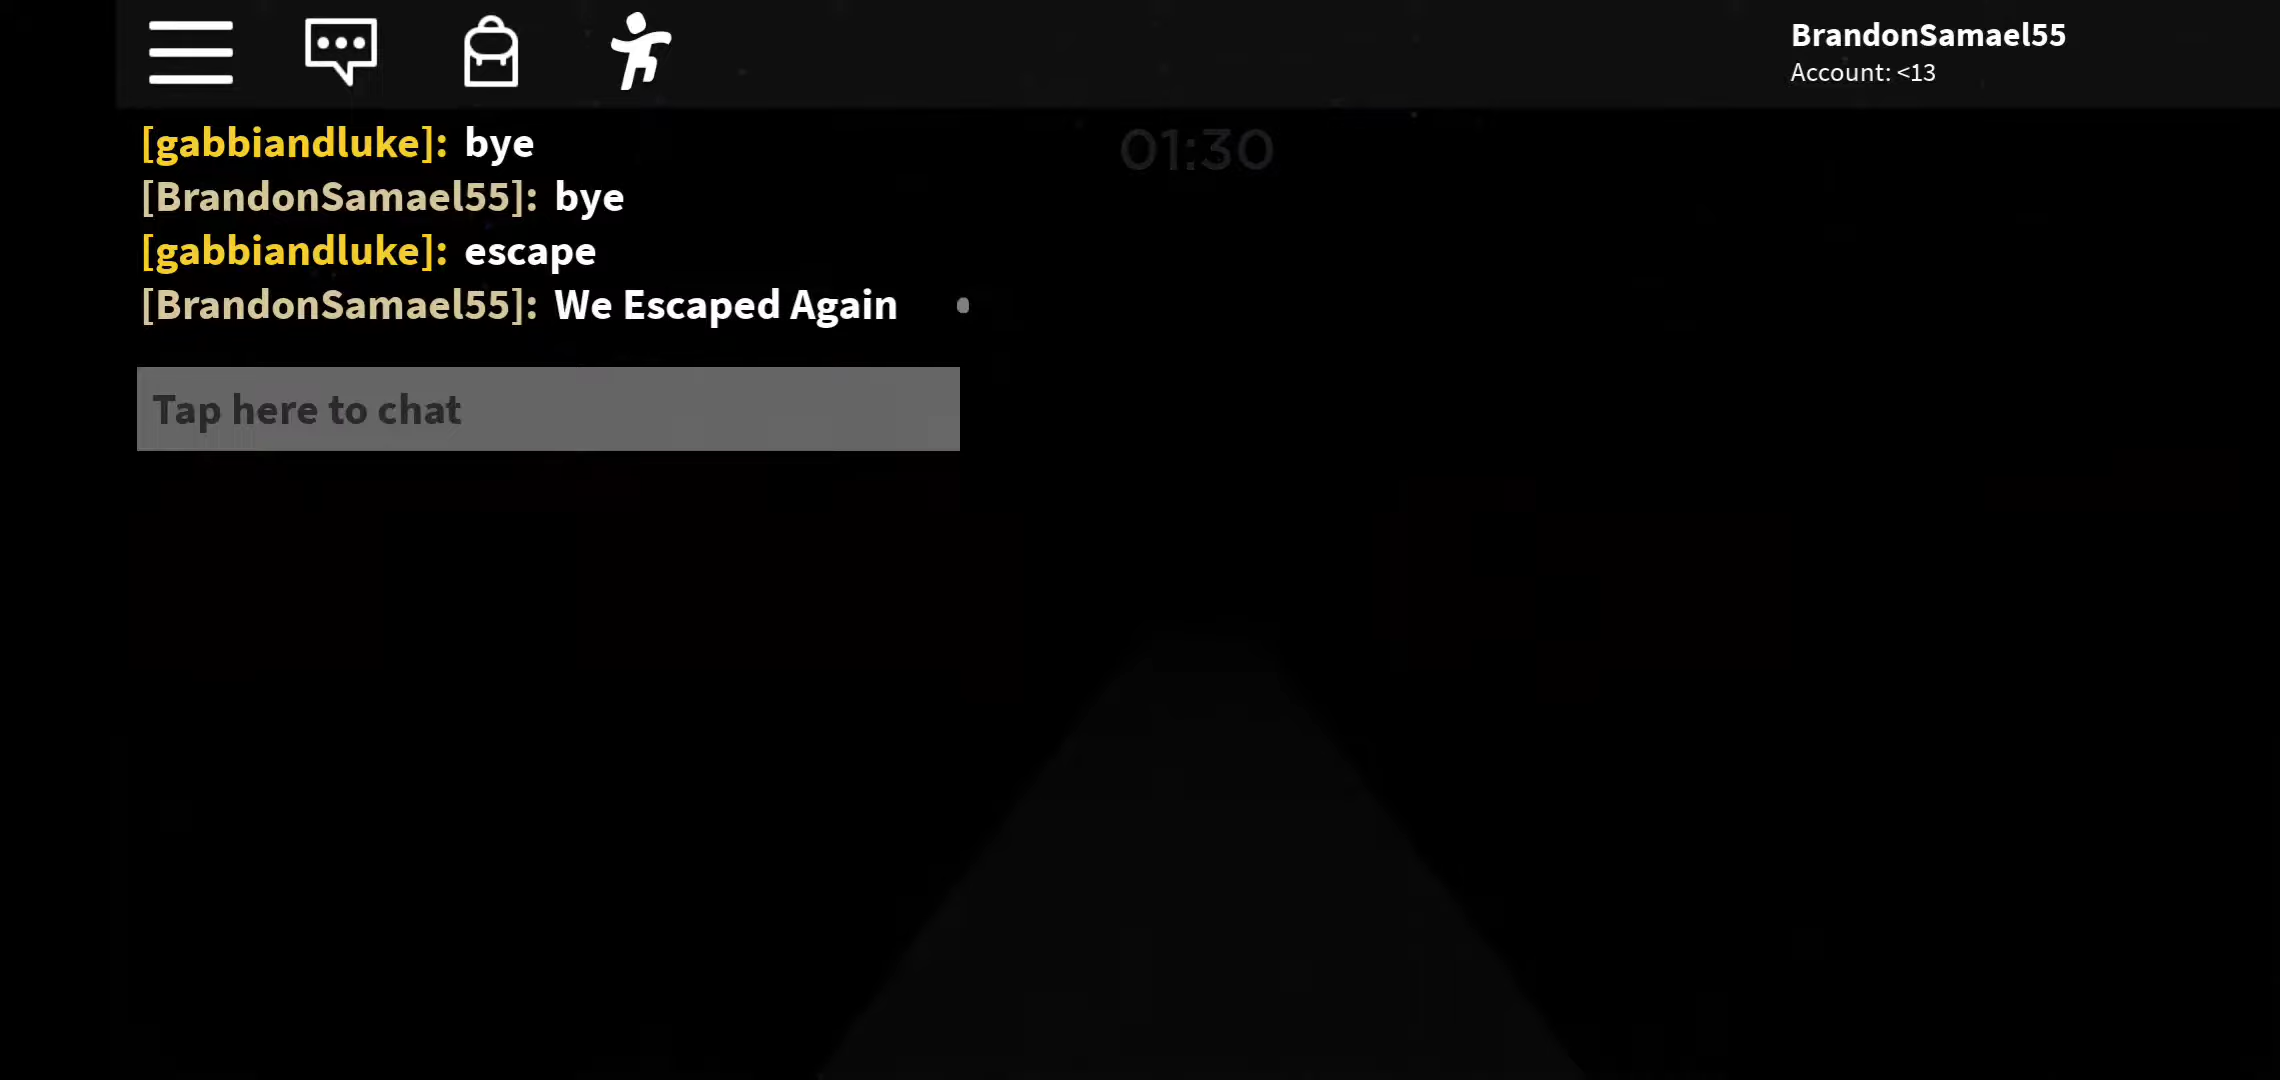 BrandonSamael55
Account: <13
[gabbiandluke]: bye
01:30
[BrandonSamael55]: bye
[gabbiandluke]: escape
[BrandonSamael55]: We Escaped Again
Tap here to chat